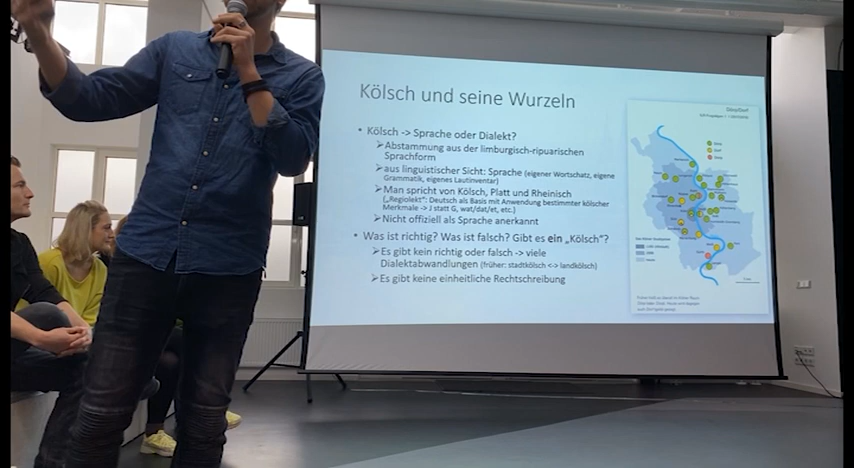 Kölsch und seine Wurzeln
• Kölsch -> Sprache oder Dialekt?
➢Abstammung aus der limburgisch-ripuarischen
Sprachform
➢aus linguistischer Sicht: Sprache (eigener Wortschatz, eigene
Grammatik, eigenes Lautinventar)
➢Man spricht von Kölsch, Platt und Rheinisch
(„Regiolekt“: Deutsch als Basis mit Anwendung bestimmter kölscher
Merkmale -> J statt G, wat/dat/et, etc.)
➢Nicht offiziell als Sprache anerkannt
• Was ist richtig? Was ist falsch? Gibt es ein „Kölsch“?
➢Es gibt kein richtig oder falsch -> viele
Dialektabwandlungen (früher: stadtkölsch <-> landkölsch)
➢Es gibt keine einheitliche Rechtschreibung